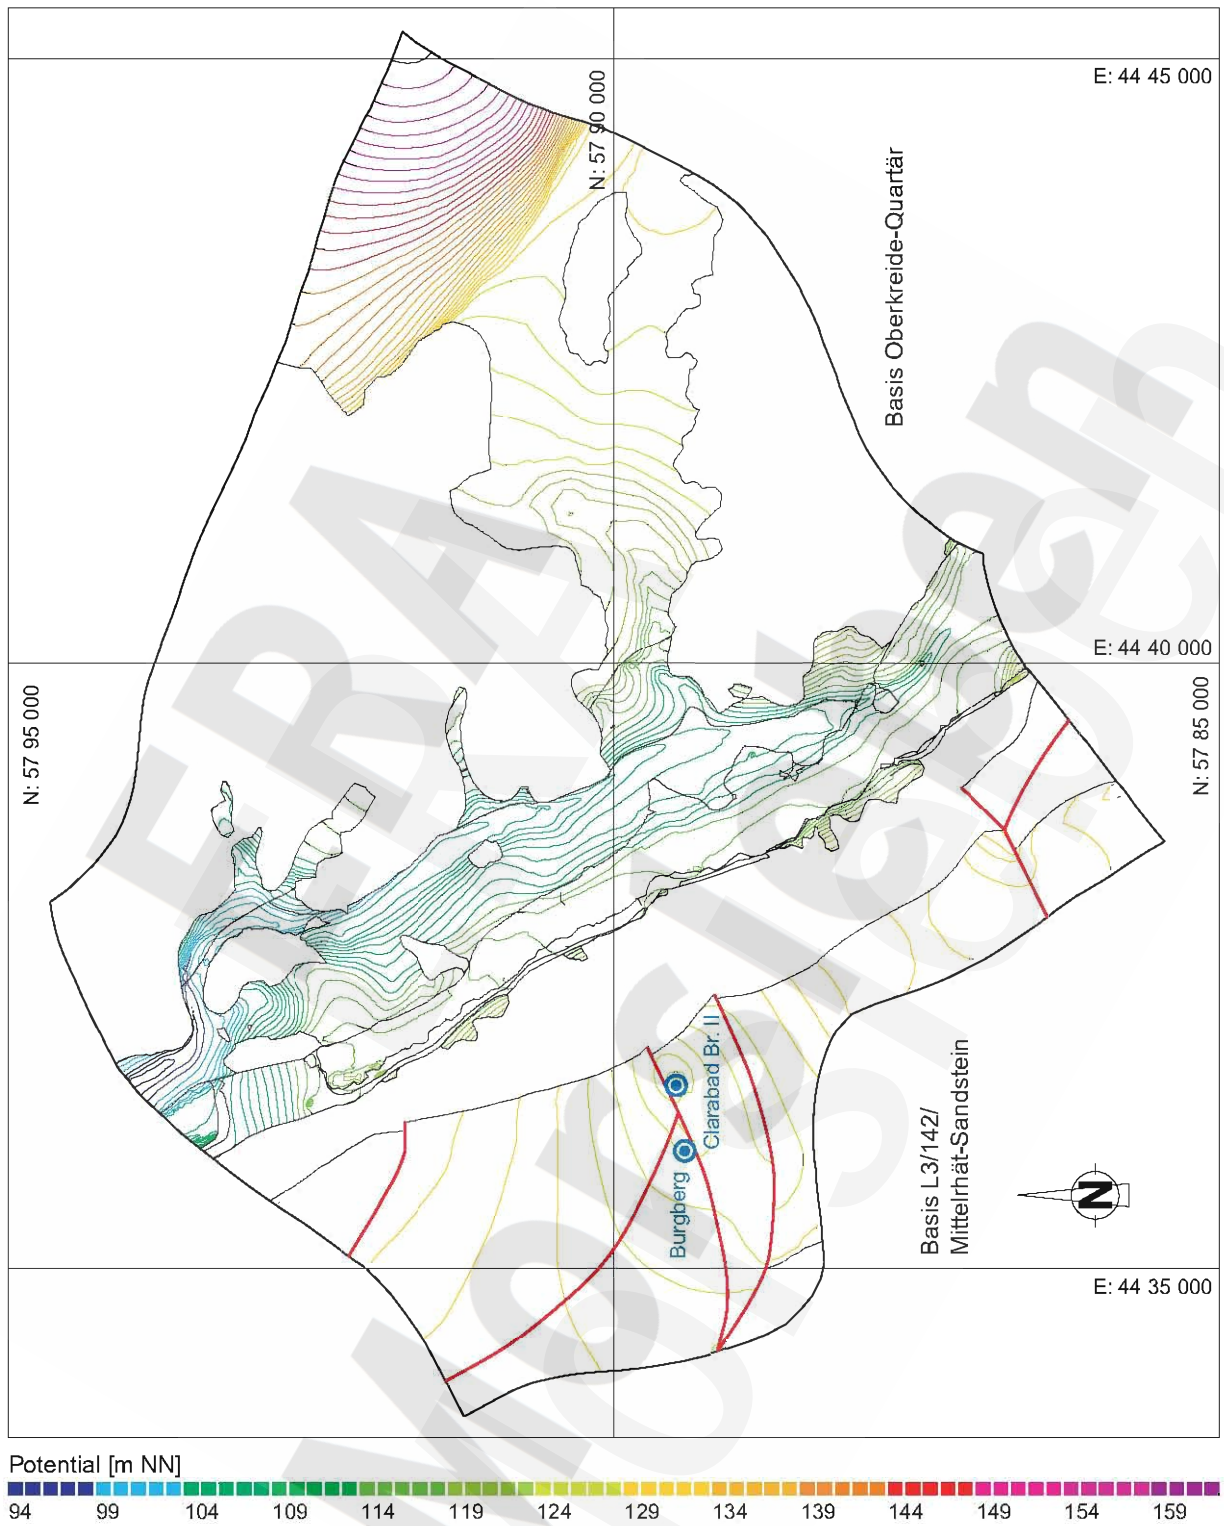 E: 44 45 000
N: 57 90 000
Basis Oberkreide-Quartär
E: 44 40 000
N: 57 95 000
N: 57 85 000
Clarabad Br. II
Burgberg
Basis L3/142/
Mittelrhät-Sandstein
N
E: 44 35 000
Potential [m NN]
94 99 104 109 114 119 124 129 134 139 144 149 154 159
ERA Morsleben